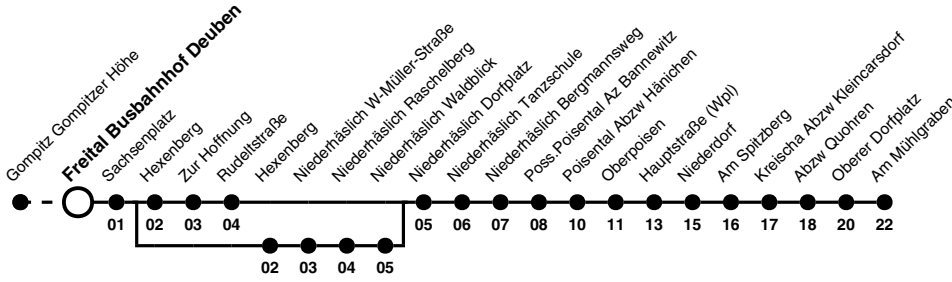 Gompitz Gompitzer Höhe
Freital Busbahnhof Deuben
Sachsenplatz
Hexenberg
Zur Hoffnung
Rudeltstraße
Hexenberg
Niederhäslich W-Müller-Straße
Niederhäslich Raschelberg
Niederhäslich Waldblick
Niederhäslich Dorfplatz
Niederhäslich Tanzschule
Niederhäslich Bergmannsweg
Poss.Poisental Az Bannewitz
Poisental Abzw Hänichen
Oberpoisen
Hauptstraße (Wpl)
Niederdorf
Am Spitzberg
Kreischa Abzw Kleincarsdorf
Abzw Quohren
Oberer Dorfplatz
Am Mühlgraben
01 02 03 04 05 06 07 08 10 11 13 15 16 17 18 20 22
02 03 04 05